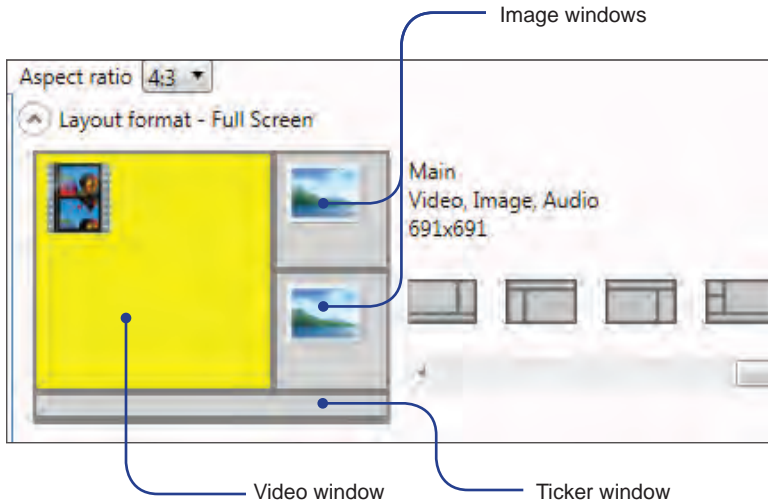 Image windows
Aspect ratio 4:3
Layout format - Full Screen
Main
Video, Image, Audio
691x691
Video window
Ticker window